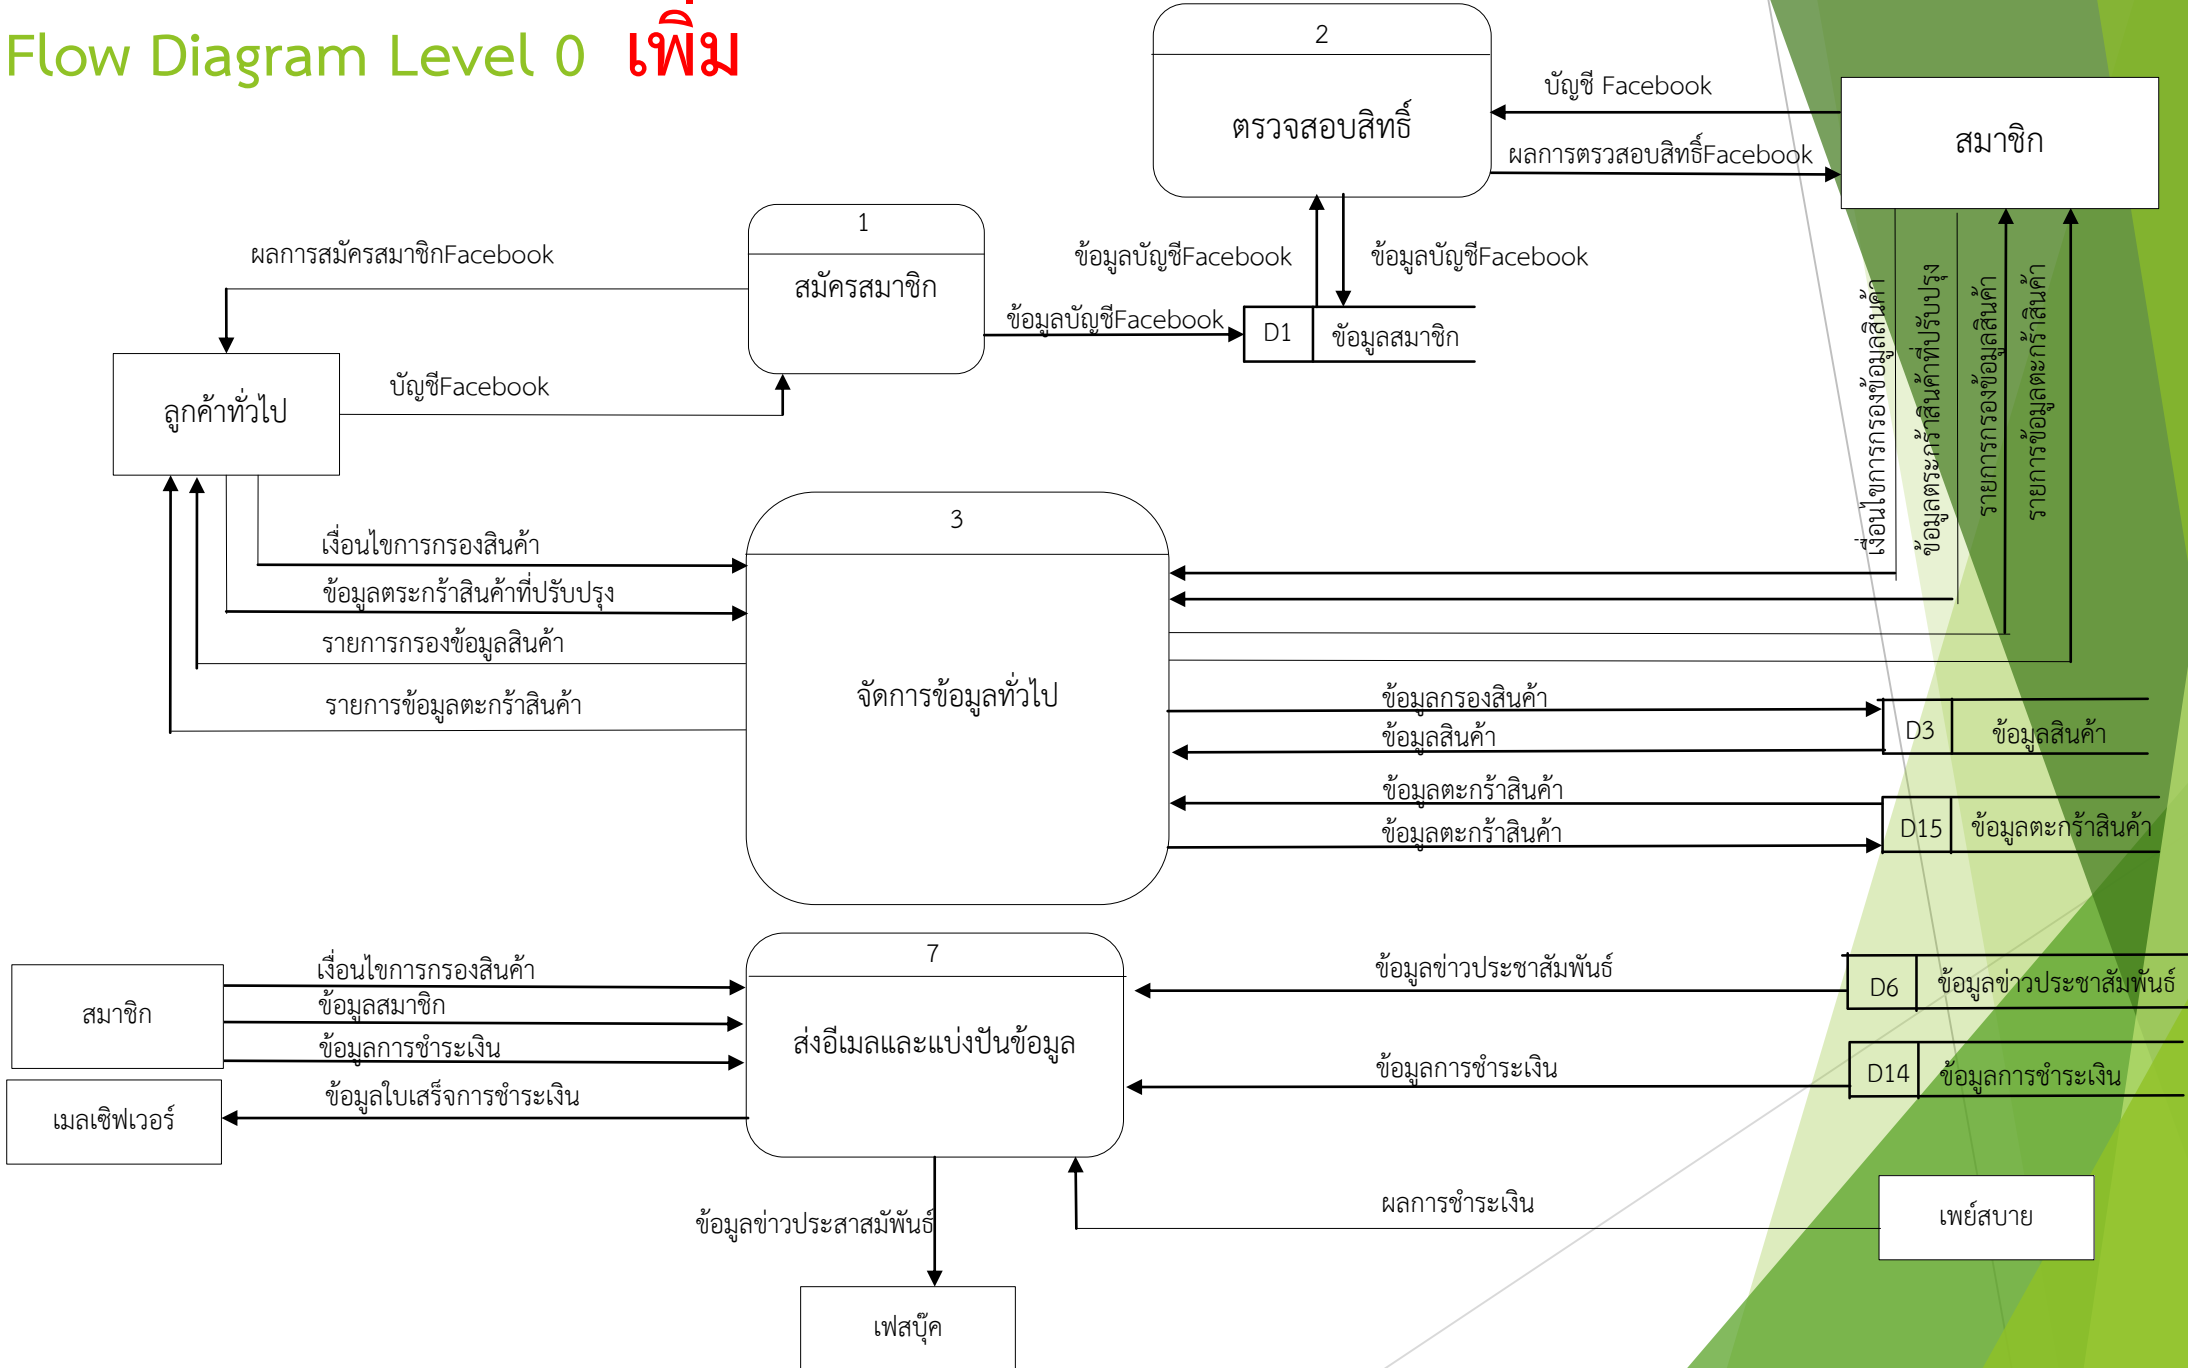 Flow Diagram Level 0 เพิ่ม
2
ตรวจสอบสิทธิ์
บัญชี Facebook
ผลการตรวสอบสิทธิ์Facebook
สมาชิก
1
สมัครสมาชิก
ผลการสมัครสมาชิกFacebook
ข้อมูลบัญชีFacebook
ข้อมูลบัญชีFacebook
ข้อมูลบัญชีFacebook
D1
ข้อมูลสมาชิก
บัญชีFacebook
ลูกค้าทั่วไป
เงื่อนไขการกรองข้อมูลสินค้า
ข้อมูลตระกร้าสินค้าที่ปรับปรุง
รายการกรองข้อมูลสินค้า
รายการข้อมูลตะกร้าสินค้า
3
จัดการข้อมูลทั่วไป
เงื่อนไขการกรองสินค้า
ข้อมูลตระกร้าสินค้าที่ปรับปรุง
รายการกรองข้อมูลสินค้า
รายการข้อมูลตะกร้าสินค้า
ข้อมูลกรองสินค้า
ข้อมูลสินค้า
D3
ข้อมูลสินค้า
ข้อมูลตะกร้าสินค้า
ข้อมูลตะกร้าสินค้า
D15
ข้อมูลตะกร้าสินค้า
7
ส่งอีเมลและแบ่งปันข้อมูล
สมาชิก
เงื่อนไขการกรองสินค้า
ข้อมูลสมาชิก
ข้อมูลการชำระเงิน
ข้อมูลใบเสร็จการชำระเงิน
เมลเซิฟเวอร์
ข้อมูลข่าวประชาสัมพันธ์
D6
ข้อมูลข่าวประชาสัมพันธ์
ข้อมูลการชำระเงิน
D14
ข้อมูลการชำระเงิน
ผลการชำระเงิน
เพย์สบาย
ข้อมูลข่าวประสาสมัพันธ์
เฟสบุ๊ค